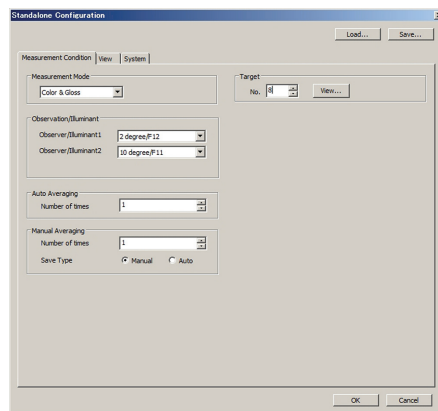 Standalone Configuration
Load... Save...
Measurement Condition View System
Measurement Mode
Color & Gloss
Target
No. 8 View...
Observation/Illuminant
Observer/Illuminant1 2 degree/F12
Observer/Illuminant2 10 degree/F11
Auto Averaging
Number of times 1
Manual Averaging
Number of times 1
Save Type Manual Auto
OK Cancel